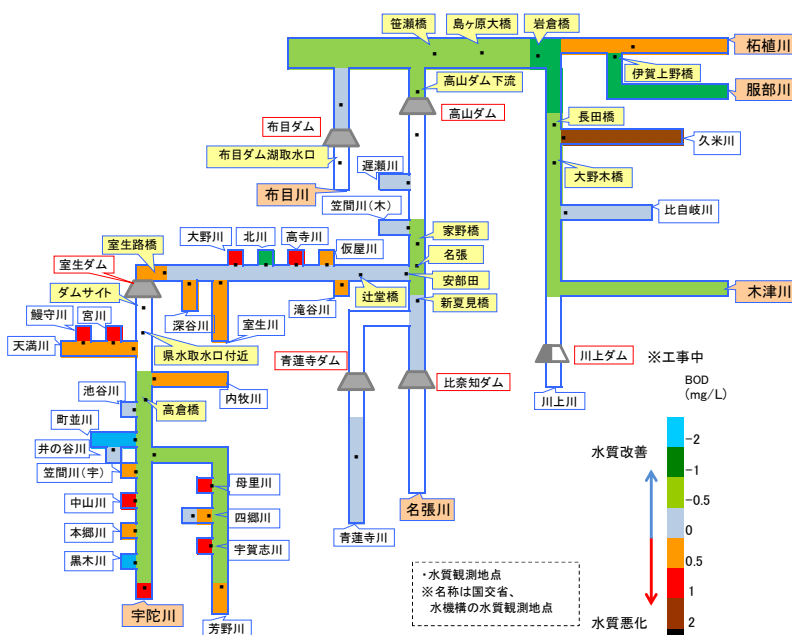 笹瀬橋
島ヶ原大橋
岩倉橋
柘植川
伊賀上野橋
服部川
高山ダム下流
高山ダム
布目ダム
布目ダム湖取水口
布目川
遅瀬川
笠間川(木)
長田橋
久米川
大野木橋
比自岐川
家野橋
名張
安部田
新夏見橋
木津川
大野川
北川
高寺川
仮屋川
室生路橋
室生ダム
ダムサイト
鰻守川
宮川
天満川
深谷川
室生川
滝谷川
辻堂橋
県水取水口付近
青蓮寺ダム
比奈知ダム
川上ダム
※工事中
川上川
池谷川
内牧川
高倉橋
町並川
井の谷川
笠間川(宇)
中山川
本郷川
黒木川
宇陀川
母里川
四郷川
宇賀志川
芳野川
青蓮寺川
名張川
・水質観測地点
※名称は国交省、
水機構の水質観測地点
BOD
(mg/L)
水質改善
-2
-1
-0.5
0
0.5
1
2
水質悪化